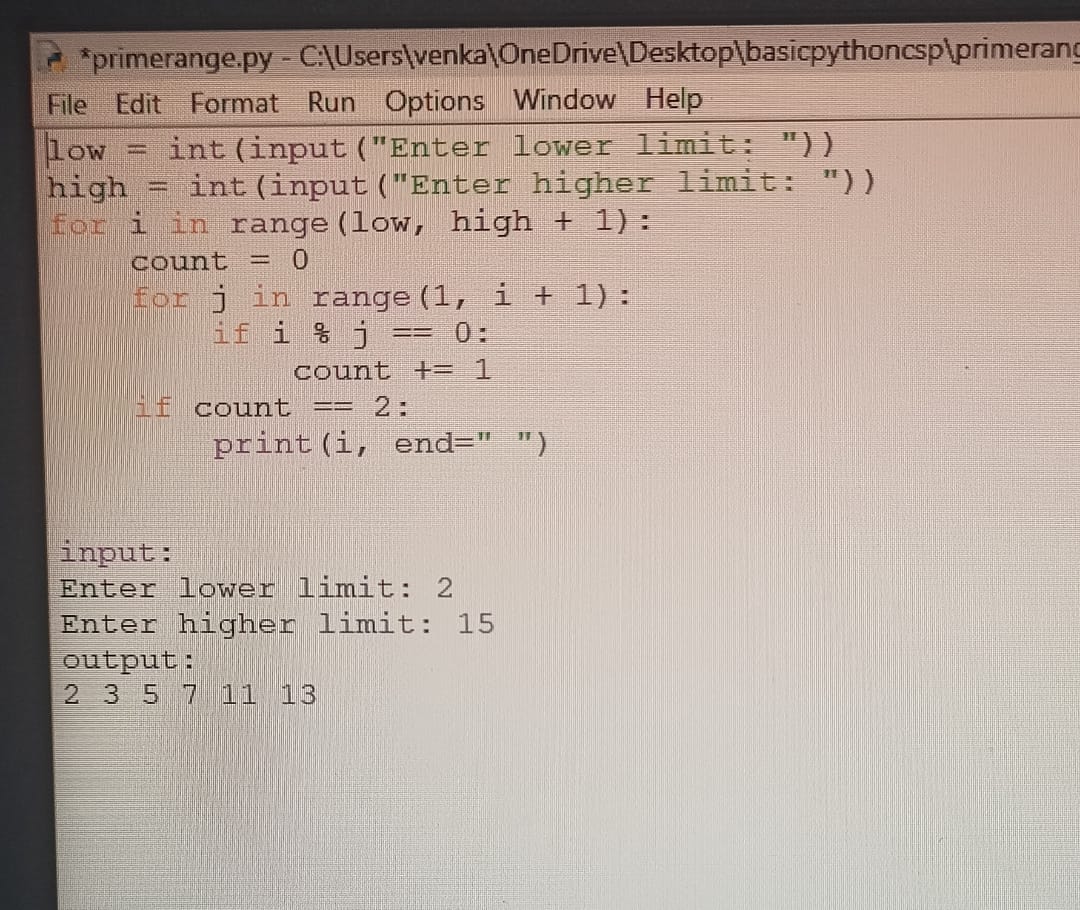 *primerange.py - C:\Users\venka\OneDrive\Desktop\basicpythoncsp\primerang
File Edit Format Run Options Window Help
low = int(input("Enter lower limit: "))
high = int(input("Enter higher limit: "))
for i in range(low, high + 1):
    count = 0
    for j in range(1, i + 1):
        if i % j == 0:
            count += 1
    if count == 2:
        print(i, end=" ")
input:
Enter lower limit: 2
Enter higher limit: 15
output:
2 3 5 7 11 13